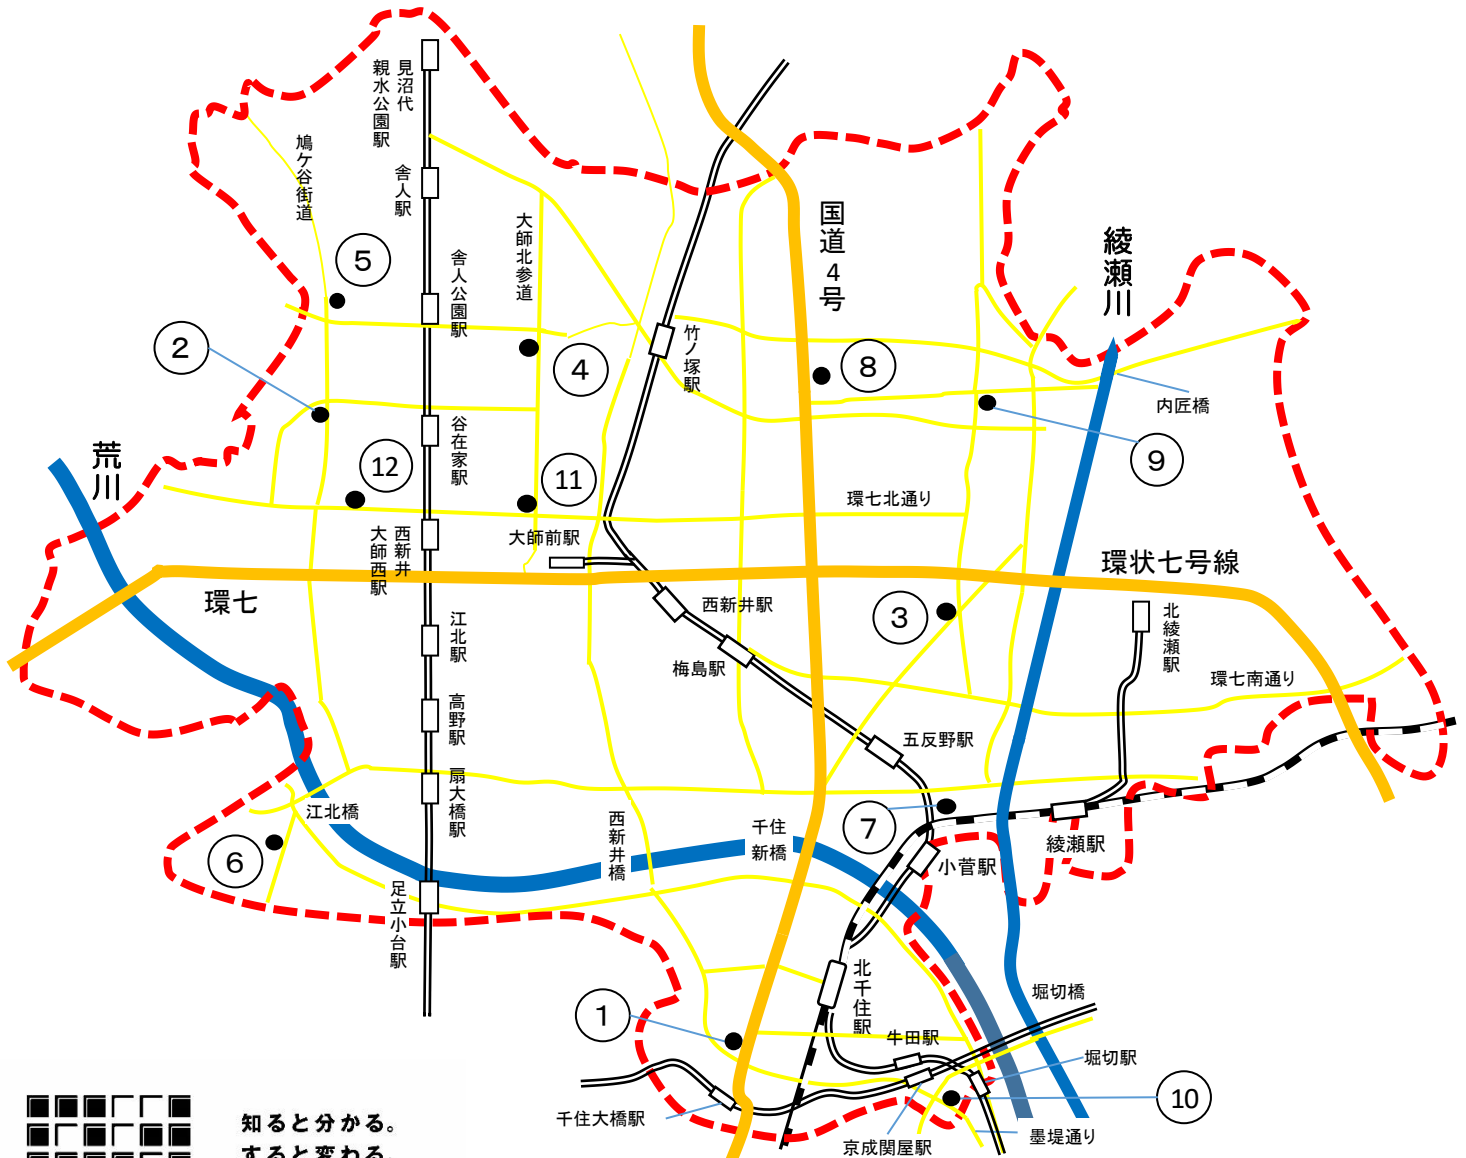 見沼代
親水公園駅
鳩ケ谷街道
舎人駅
大師北参道
国道4号
綾瀬川
⑤
舎人公園駅
②
竹ノ塚駅
④
⑧
内匠橋
荒川
谷在家駅
⑫
⑪
⑨
環七北通り
西新井
大師西駅
大師前駅
環状七号線
環七
西新井駅
③
北綾瀬駅
江北駅
梅島駅
環七南通り
高野駅
五反野駅
扇大橋駅
江北橋
西新井橋
千住
新橋
⑦
綾瀬駅
⑥
小菅駅
足立小台駅
北千住駅
①
堀切橋
牛田駅
堀切駅
⑩
千住大橋駅
墨堤通り
京成関屋駅
知ると分かる。
すると変わる。